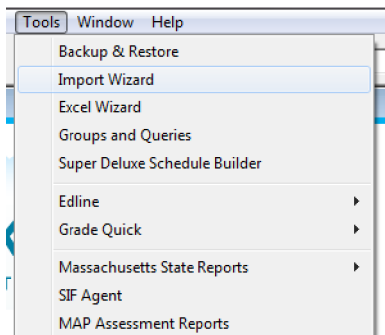 Tools Window Help
Backup & Restore
Import Wizard
Excel Wizard
Groups and Queries
Super Deluxe Schedule Builder
Edline
Grade Quick
Massachusetts State Reports
SIF Agent
MAP Assessment Reports